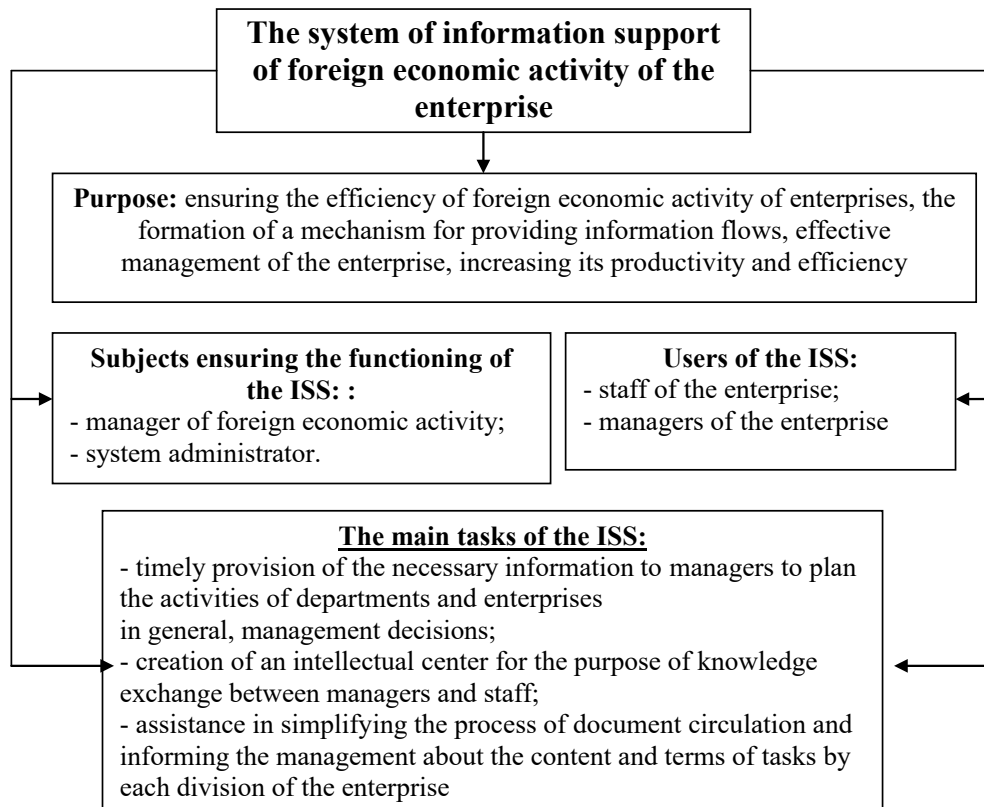 The system of information support
of foreign economic activity of the
enterprise
Purpose: ensuring the efficiency of foreign economic activity of enterprises, the
formation of a mechanism for providing information flows, effective
management of the enterprise, increasing its productivity and efficiency
Subjects ensuring the functioning of
the ISS: :
- manager of foreign economic activity;
- system administrator.
Users of the ISS:
- staff of the enterprise;
- managers of the enterprise
The main tasks of the ISS:
- timely provision of the necessary information to managers to plan
the activities of departments and enterprises
in general, management decisions;
- creation of an intellectual center for the purpose of knowledge
exchange between managers and staff;
- assistance in simplifying the process of document circulation and
informing the management about the content and terms of tasks by
each division of the enterprise